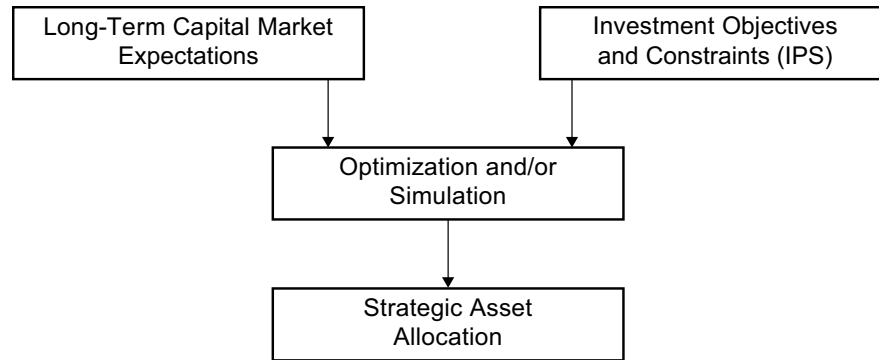 Long-Term Capital Market
Expectations
Investment Objectives
and Constraints (IPS)
Optimization and/or
Simulation
Strategic Asset
Allocation